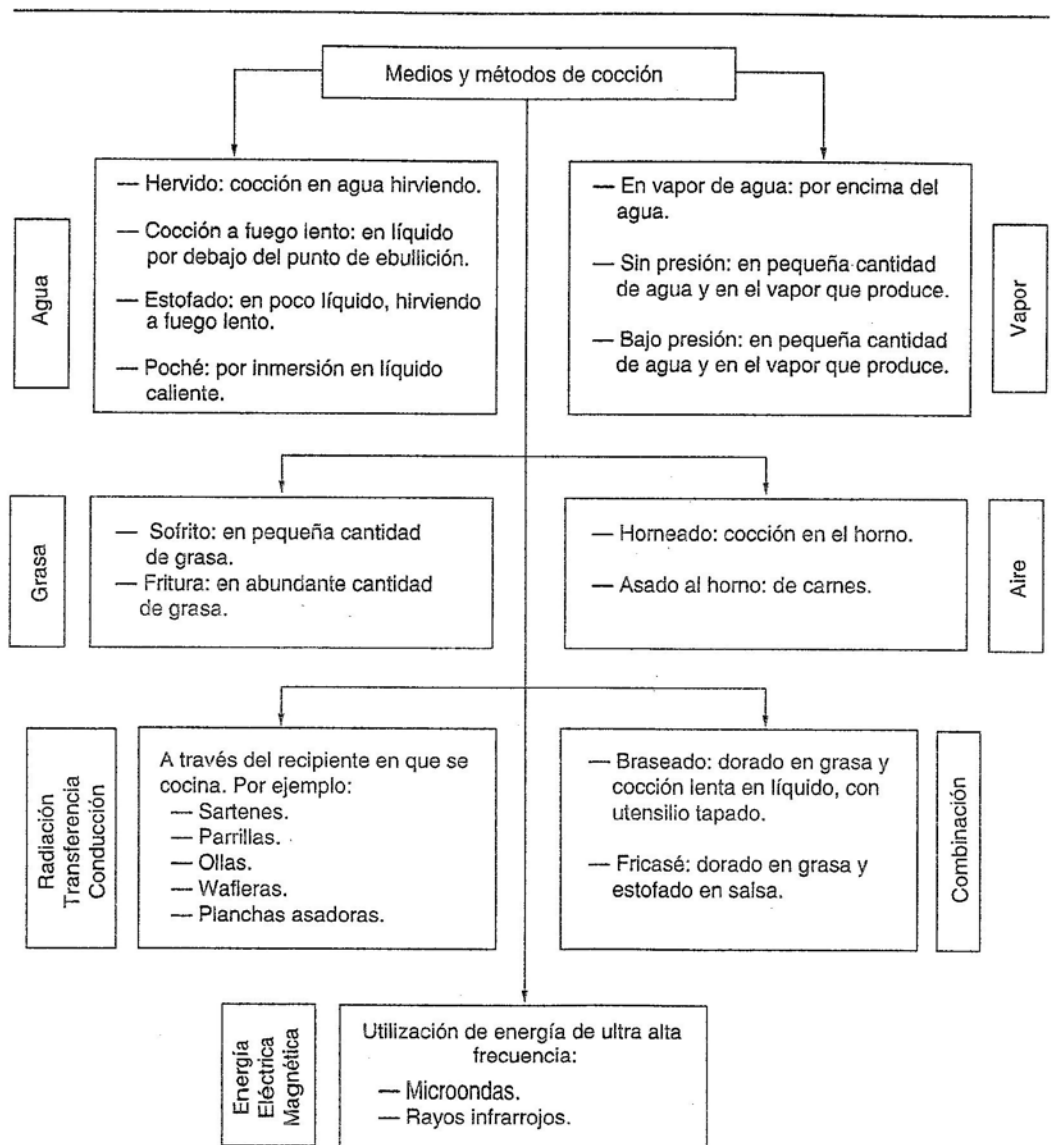 Medios y métodos de cocción
Agua
— Hervido: cocción en agua hirviendo.
— Cocción a fuego lento: en líquido
por debajo del punto de ebullición.
— Estofado: en poco líquido, hirviendo
a fuego lento.
— Poché: por inmersión en líquido
caliente.
— En vapor de agua: por encima del
agua.
— Sin presión: en pequeña cantidad
de agua y en el vapor que produce.
— Bajo presión: en pequeña cantidad
de agua y en el vapor que produce.
Vapor
Grasa
— Sofrito: en pequeña cantidad
de grasa.
— Fritura: en abundante cantidad
de grasa.
— Horneado: cocción en el horno.
— Asado al horno: de carnes.
Aire
Radiación
Transferencia
Conducción
A través del recipiente en que se
cocina. Por ejemplo:
— Sartenes.
— Parrillas.
— Ollas.
— Wafleras.
— Planchas asadoras.
— Braseado: dorado en grasa y
cocción lenta en líquido, con
utensilio tapado.
— Fricasé: dorado en grasa y
estofado en salsa.
Combinación
Energía
Eléctrica
Magnética
Utilización de energía de ultra alta
frecuencia:
— Microondas.
— Rayos infrarrojos.